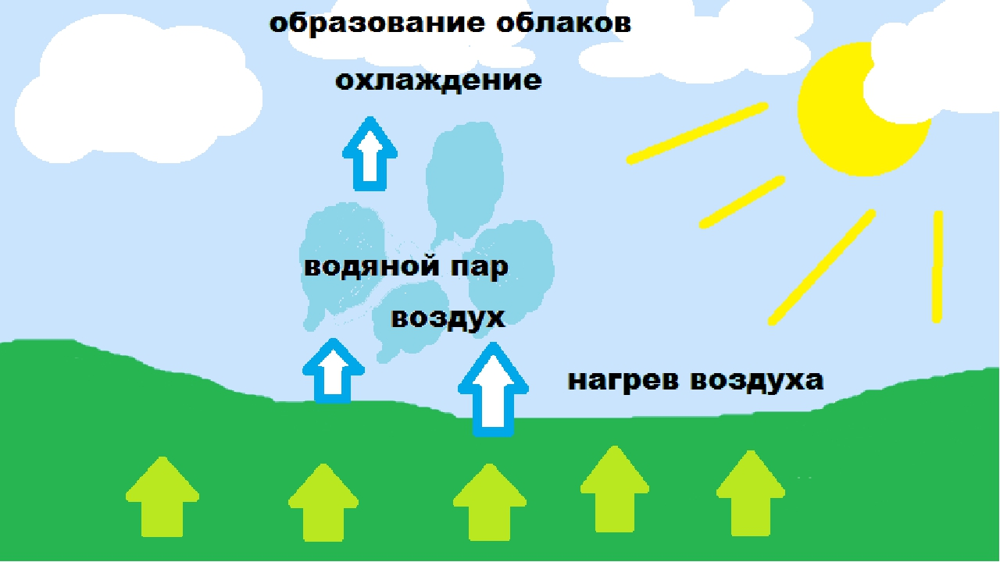 образование облаков
охлаждение
водяной пар
воздух
нагрев воздуха